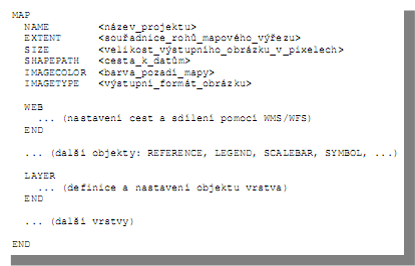 MAP
NAME <název_projektu>
EXTENT <souřadnice_rohů_mapového_výřezu>
SIZE <velikost_výstupního_obrázku_v_pixelech>
SHAPEPATH <cesta_k_datům>
IMAGECOLOR <barva_pozadí_mapy>
IMAGETYPE <výstupní_formát_obrázku>
WEB
... (nastavení cest a sdílení pomocí WMS/WFS)
END
... (další objekty: REFERENCE, LEGEND, SCALEBAR, SYMBOL, ...)
LAYER
... (definice a nastavení objektu vrstva)
END
... (další vrstvy)
END